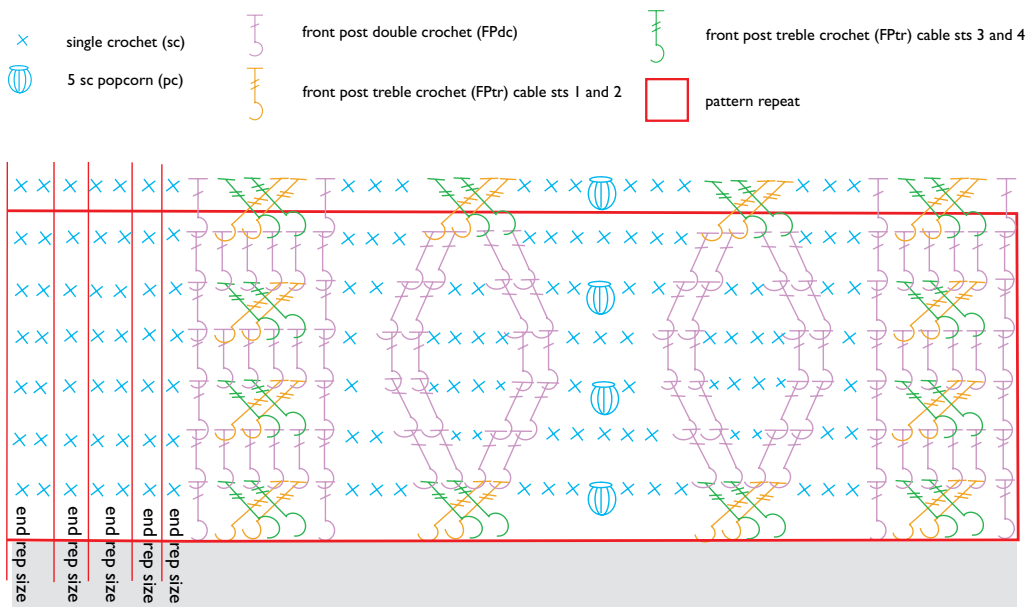 single crochet (sc)
5 sc popcorn (pc)
front post double crochet (FPdc)
front post treble crochet (FPtr) cable sts 1 and 2
front post treble crochet (FPtr) cable sts 3 and 4
pattern repeat
end rep size
end rep size
end rep size
end rep size
end rep size